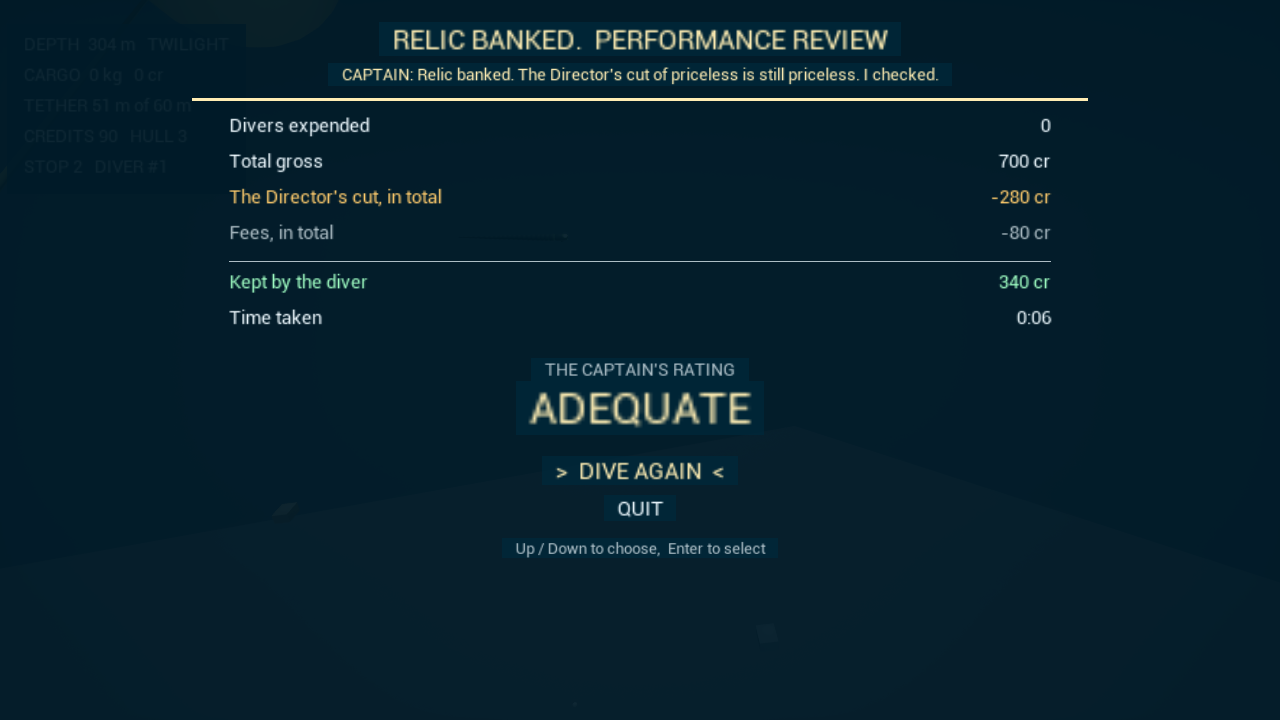 RELIC BANKED.  PERFORMANCE REVIEW
CAPTAIN: Relic banked. The Director's cut of priceless is still priceless. I checked.
DEPTH  304 m   TWILIGHT
CARGO  0 kg   0 cr
TETHER 51 m of 60 m
CREDITS 90   HULL 3
STOP 2   DIVER #1
Divers expended 0
Total gross 700 cr
The Director's cut, in total -280 cr
Fees, in total -80 cr
Kept by the diver 340 cr
Time taken 0:06
THE CAPTAIN'S RATING
ADEQUATE
>  DIVE AGAIN  <
QUIT
Up / Down to choose,  Enter to select